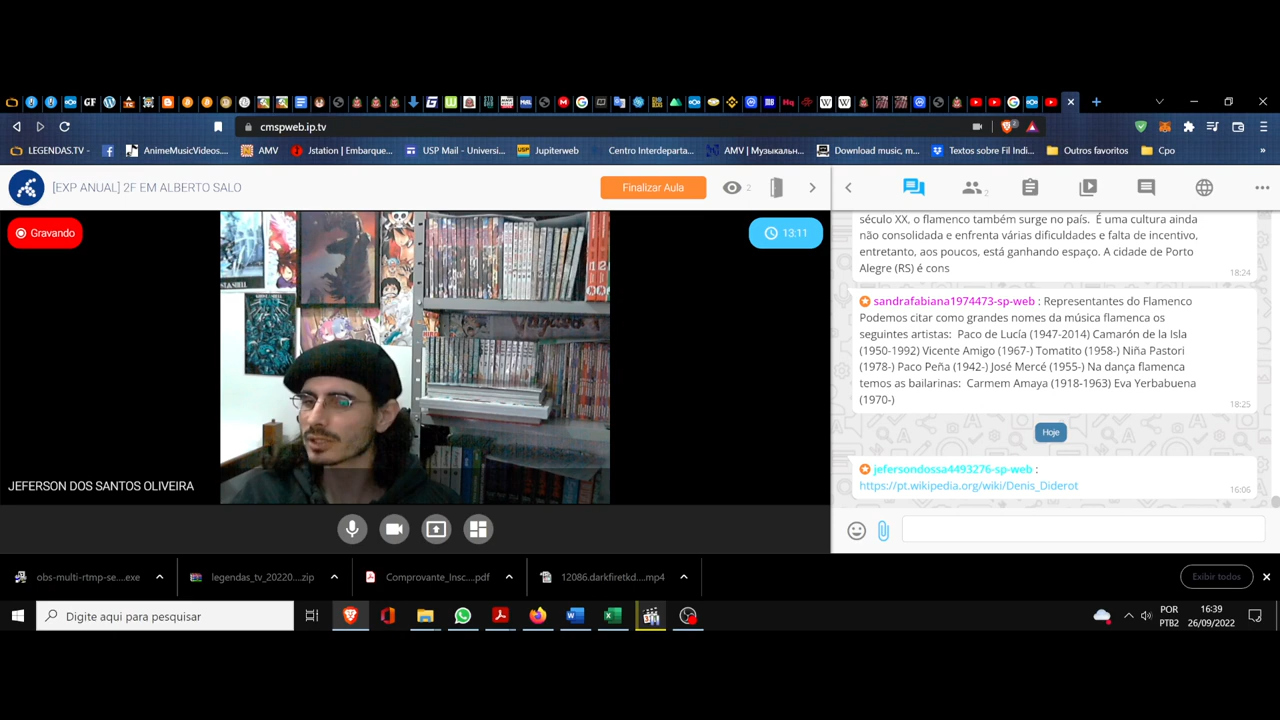 cmspweb.ip.tv
2
LEGENDAS.TV
AnimeMusicVideos...
AMV
Jstation | Embarque...
USP Mail - Universi...
Jupiterweb
Centro Interdeparta...
AMV | Музыкальн...
Download music, m...
Textos sobre Fil Indi...
Outros favoritos
Cpo
»
[EXP ANUAL] 2F EM ALBERTO SALO
Finalizar Aula
2
2
Gravando
13:11
JEFERSON DOS SANTOS OLIVEIRA
século XX, o flamenco também surge no país. É uma cultura ainda
não consolidada e enfrenta várias dificuldades e falta de incentivo,
entretanto, aos poucos, está ganhando espaço. A cidade de Porto
Alegre (RS) é cons
18:24
sandrafabiana1974473-sp-web : Representantes do Flamenco
Podemos citar como grandes nomes da música flamenca os
seguintes artistas: Paco de Lucía (1947-2014) Camarón de la Isla
(1950-1992) Vicente Amigo (1967-) Tomatito (1958-) Niña Pastori
(1978-) Paco Peña (1942-) José Mercé (1955-) Na dança flamenca
temos as bailarinas: Carmem Amaya (1918-1963) Eva Yerbabuena
(1970-)
18:25
Hoje
jefersondossa4493276-sp-web :
https://pt.wikipedia.org/wiki/Denis_Diderot
16:06
obs-multi-rtmp-se....exe
legendas_tv_20220....zip
Comprovante_Insc....pdf
12086.darkfiretkd....mp4
Exibir todos
Digite aqui para pesquisar
POR
PTB2
16:39
26/09/2022